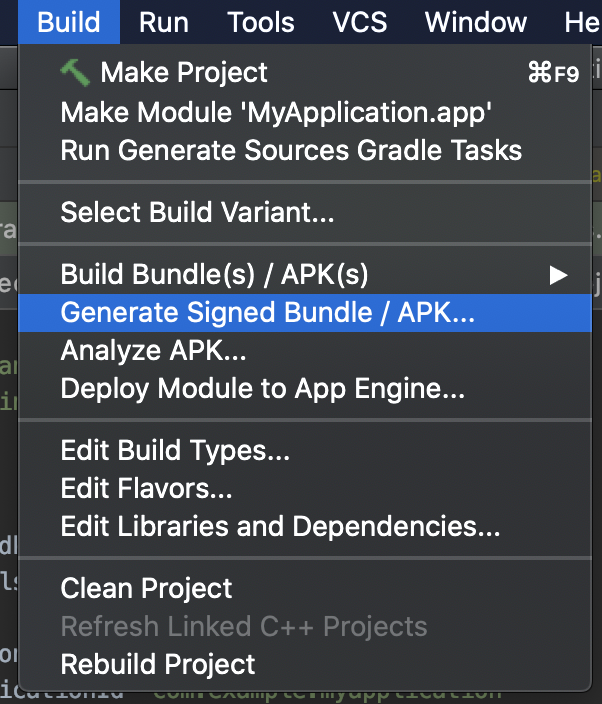 Build Run Tools VCS Window He
Make Project ⌘F9
Make Module 'MyApplication.app'
Run Generate Sources Gradle Tasks
Select Build Variant...
Build Bundle(s) / APK(s) ▶
Generate Signed Bundle / APK...
Analyze APK...
Deploy Module to App Engine...
Edit Build Types...
Edit Flavors...
Edit Libraries and Dependencies...
Clean Project
Refresh Linked C++ Projects
Rebuild Project